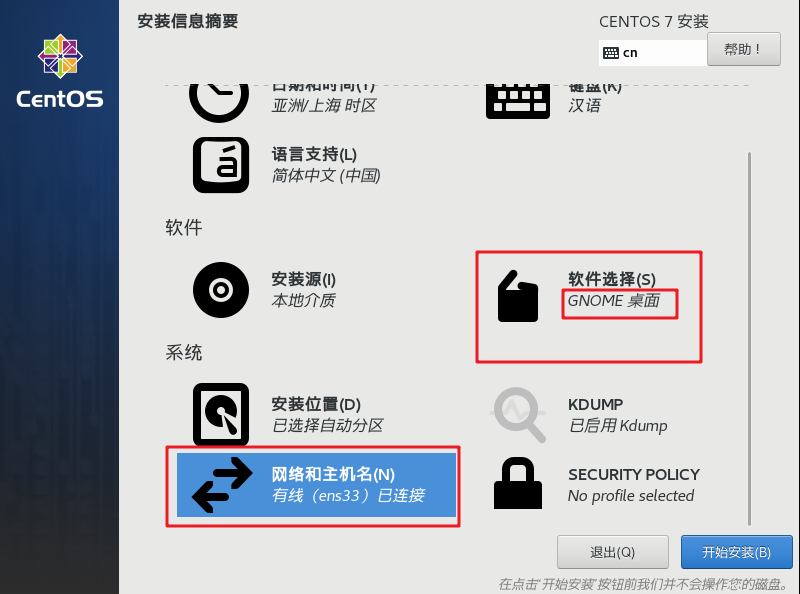 安装信息摘要
CENTOS 7 安装
cn
帮助！
CentOS
日期和时间(T)
亚洲/上海 时区
键盘(K)
汉语
语言支持(L)
简体中文 (中国)
软件
安装源(I)
本地介质
软件选择(S)
GNOME 桌面
系统
安装位置(D)
已选择自动分区
KDUMP
已启用 Kdump
网络和主机名(N)
有线（ens33）已连接
SECURITY POLICY
No profile selected
退出(Q)
开始安装(B)
在点击'开始安装'按钮前我们并不会操作您的磁盘。